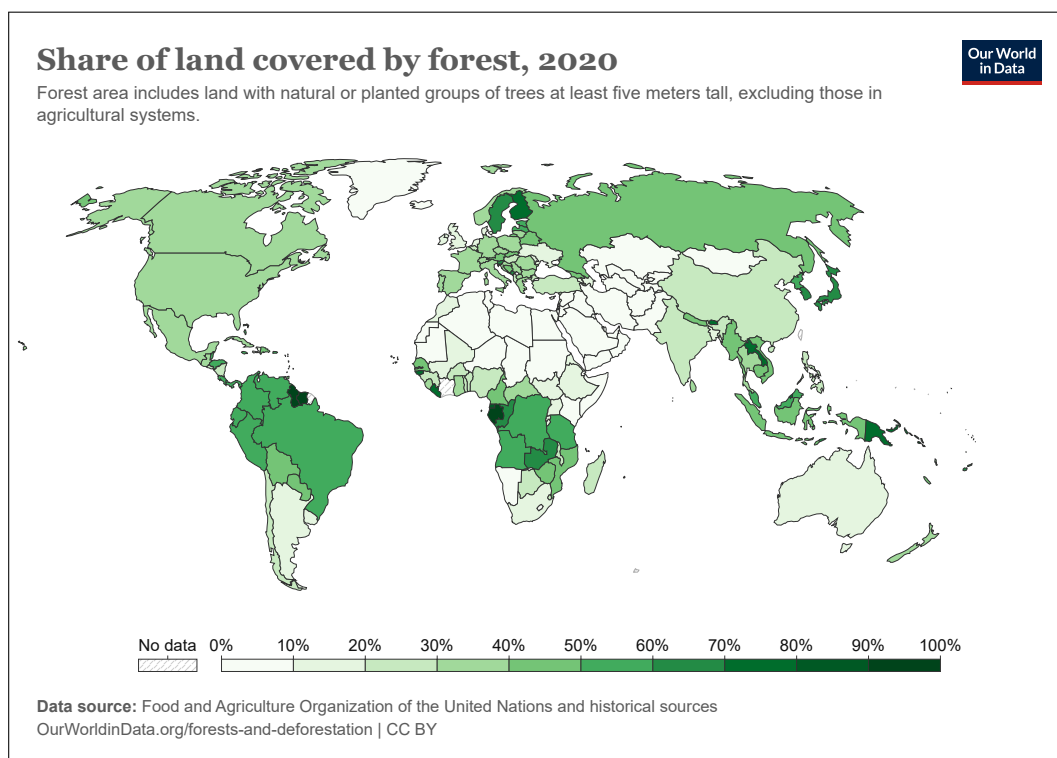 Share of land covered by forest, 2020
Our World
in Data
Forest area includes land with natural or planted groups of trees at least five meters tall, excluding those in
agricultural systems.
No data 0% 10% 20% 30% 40% 50% 60% 70% 80% 90% 100%
Data source: Food and Agriculture Organization of the United Nations and historical sources
OurWorldinData.org/forests-and-deforestation | CC BY